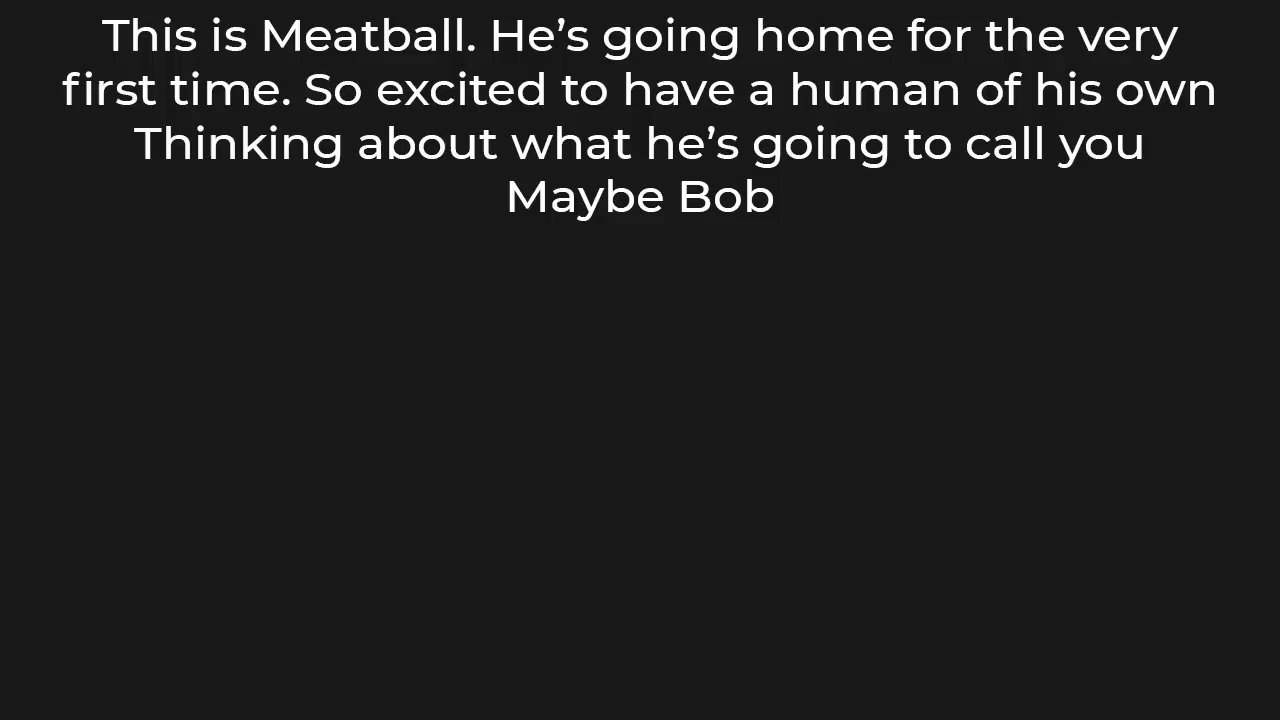 This is Meatball. He’s going home for the very
first time. So excited to have a human of his own
Thinking about what he’s going to call you
Maybe Bob